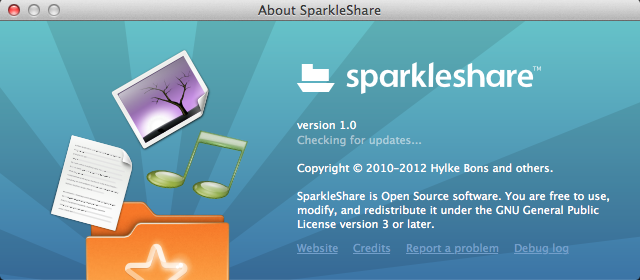 About SparkleShare
sparkleshare™
version 1.0
Checking for updates...
Copyright © 2010-2012 Hylke Bons and others.
SparkleShare is Open Source software. You are free to use,
modify, and redistribute it under the GNU General Public
License version 3 or later.
Website Credits Report a problem Debug log